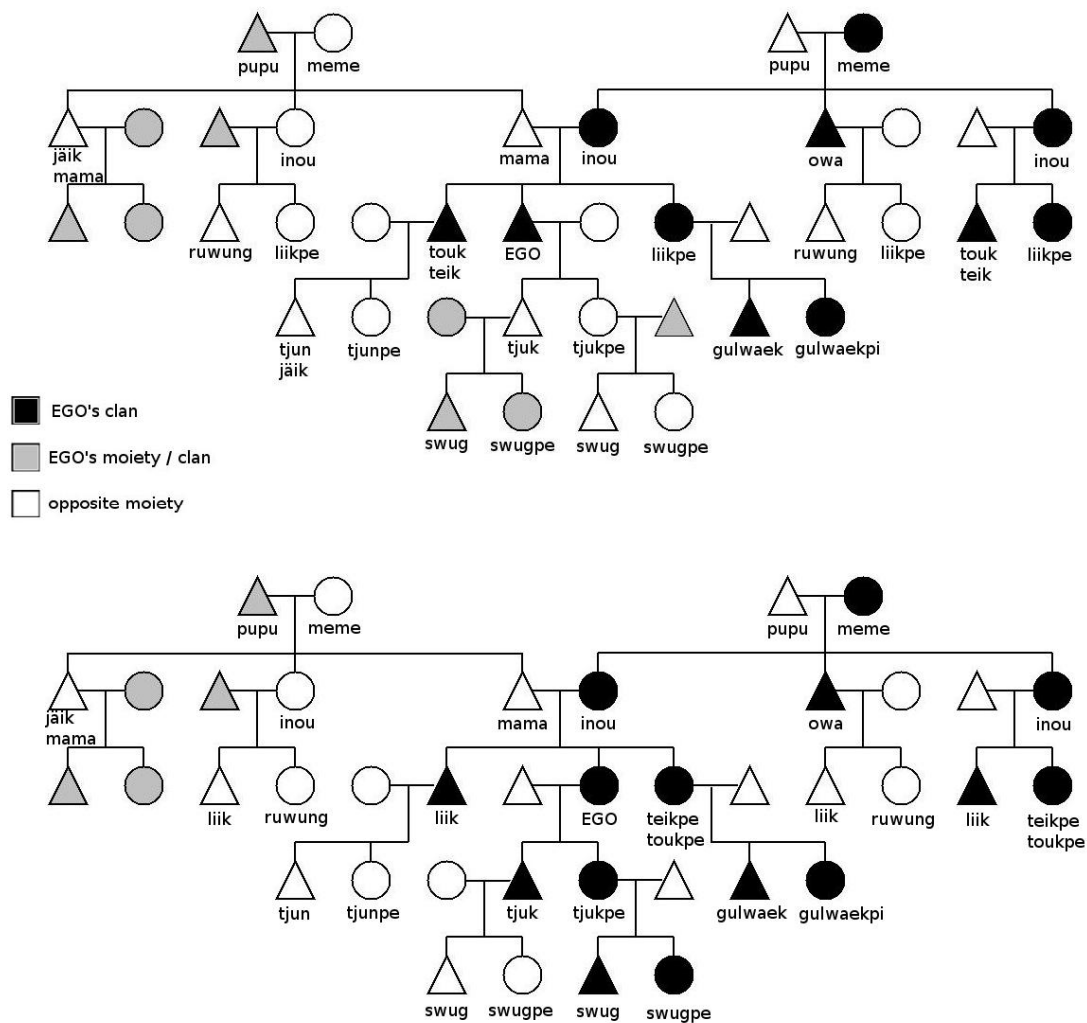 pupu meme pupu meme
jäik
mama inou mama inou owa inou
ruwung liikpe touk
teik EGO liikpe ruwung liikpe touk
teik liikpe
tjun
jäik tjunpe tjuk tjukpe gulwaek gulwaekpi
swug swugpe swug swugpe
EGO's clan
EGO's moiety / clan
opposite moiety
pupu meme pupu meme
jäik
mama inou mama inou owa inou
liik ruwung liik EGO teikpe
toukpe liik ruwung liik teikpe
toukpe
tjun tjunpe tjuk tjukpe gulwaek gulwaekpi
swug swugpe swug swugpe